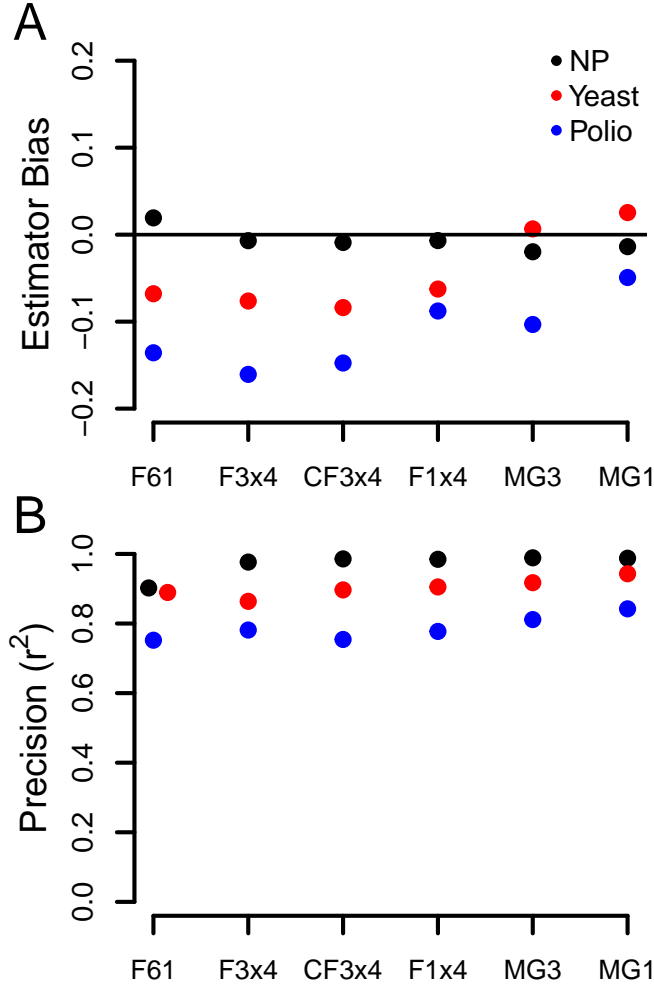 A
Estimator Bias
0.2
0.1
0.0
−0.1
−0.2
NP
Yeast
Polio
F61 F3x4 CF3x4 F1x4 MG3 MG1
B
Precision (r²)
1.0
0.8
0.6
0.4
0.2
0.0
F61 F3x4 CF3x4 F1x4 MG3 MG1